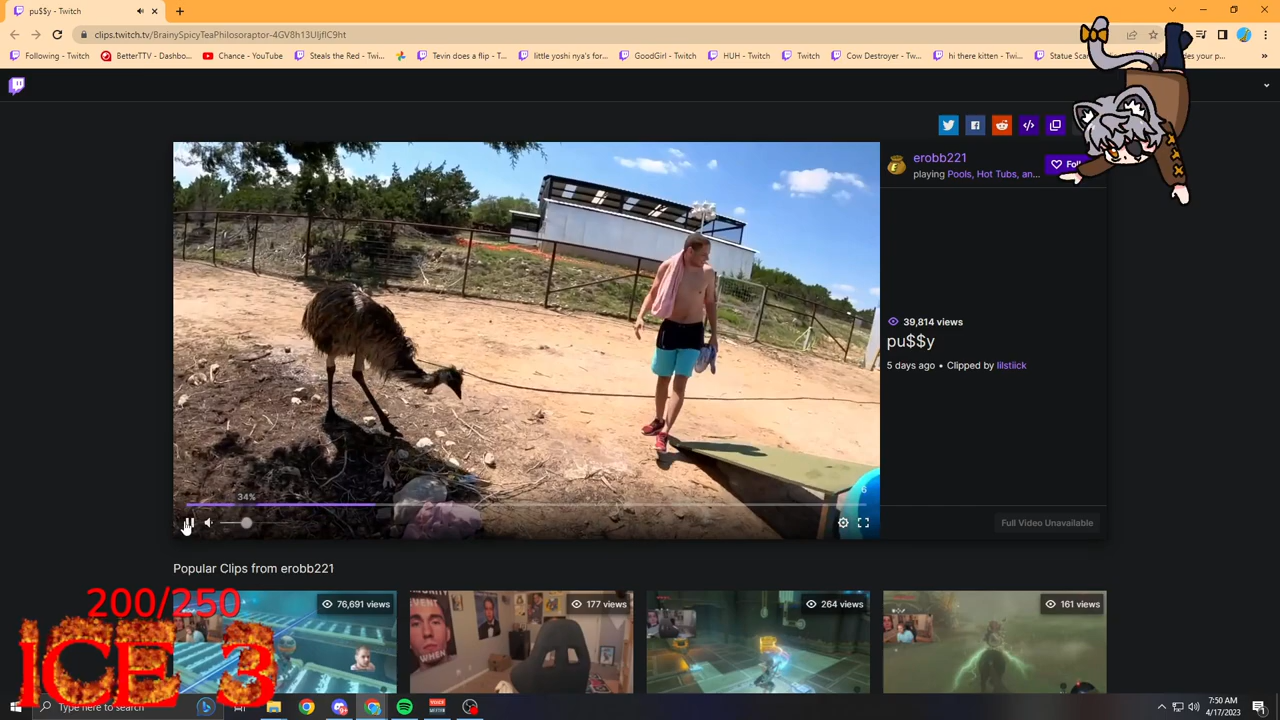 pu$$y - Twitch
clips.twitch.tv/BrainySpicyTeaPhilosoraptor-4GV8h13UljflC9ht
Following - Twitch
BetterTTV - Dashbo...
Chance - YouTube
Steals the Red - Twi...
Tevin does a flip - T...
little yoshi nya's for...
GoodGirl - Twitch
HUH - Twitch
Twitch
Cow Destroyer - Tw...
hi there kitten - Twi...
erobb221
playing Pools, Hot Tubs, an...
39,814 views
pu$$y
5 days ago • Clipped by lilstiick
34%
Full Video Unavailable
Popular Clips from erobb221
200/250
ICE 3
76,691 views
177 views
264 views
161 views
WHEN
Type here to search
7:50 AM
4/17/2023